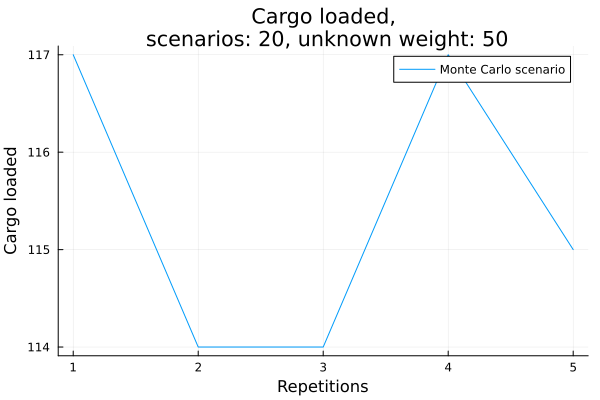 Cargo loaded,
scenarios: 20, unknown weight: 50
117
Monte Carlo scenario
116
Cargo loaded
115
114
1 2 3 4 5
Repetitions